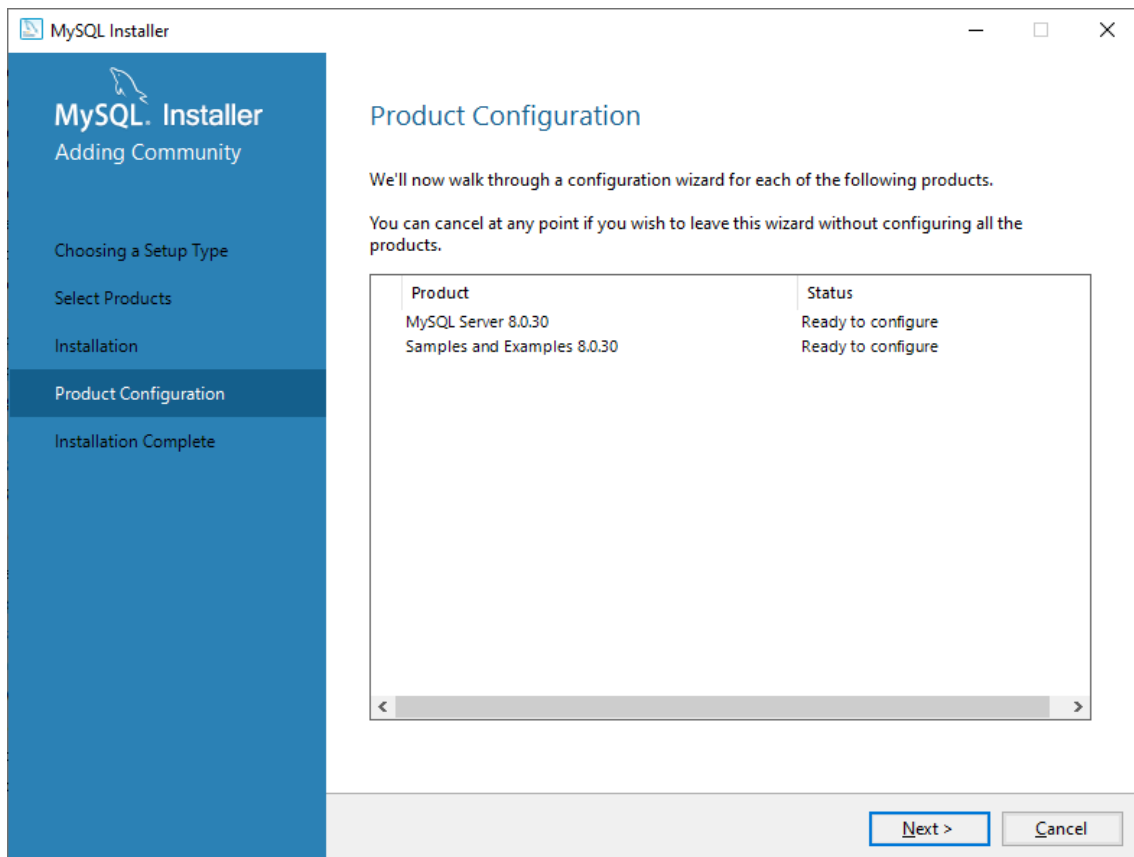 MySQL Installer
MySQL. Installer
Adding Community
Choosing a Setup Type
Select Products
Installation
Product Configuration
Installation Complete
Product Configuration
We'll now walk through a configuration wizard for each of the following products.
You can cancel at any point if you wish to leave this wizard without configuring all the
products.
Product Status
MySQL Server 8.0.30 Ready to configure
Samples and Examples 8.0.30 Ready to configure
Next > Cancel